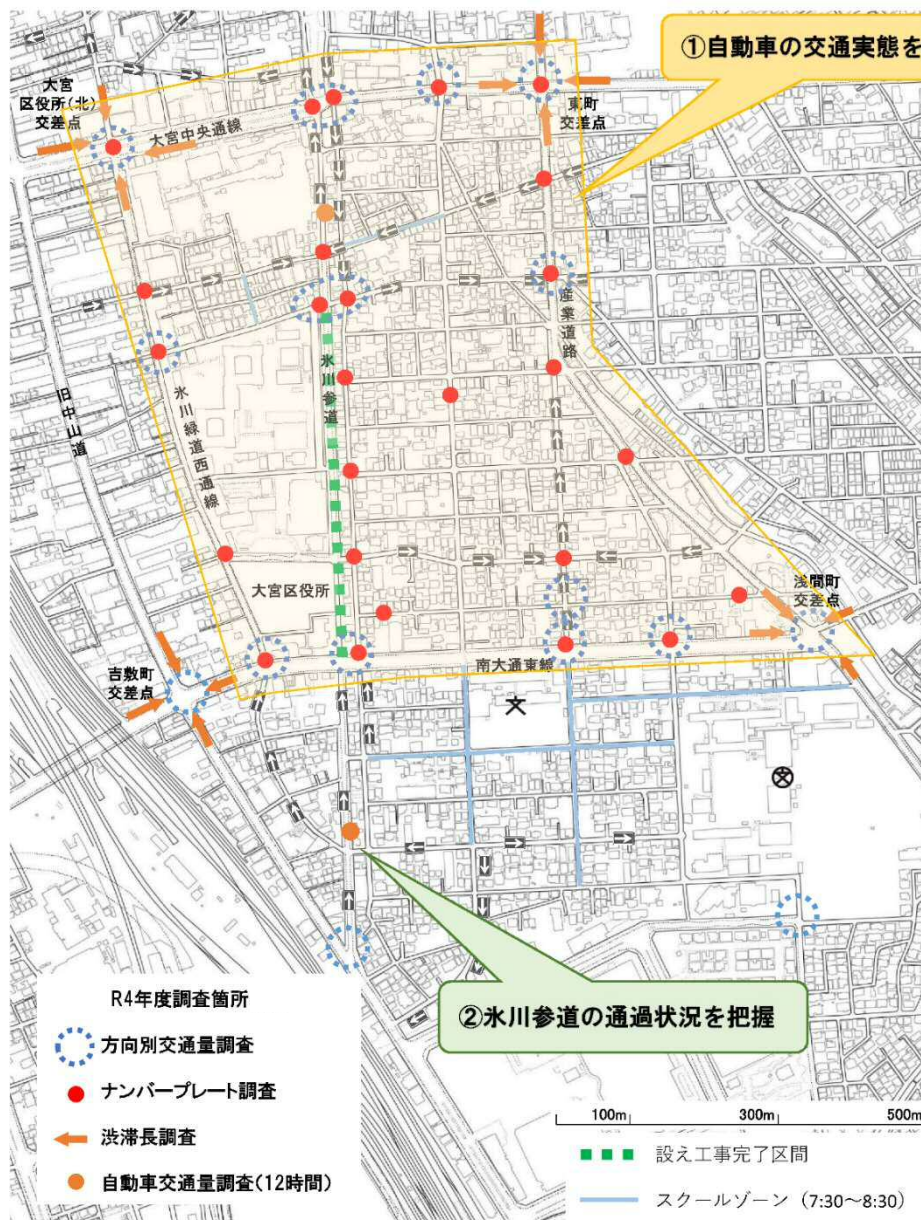 ①自動車の交通実態を
大宮
区役所(北)
交差点
大宮中央通線
東町
交差点
産業道路
氷川参道
旧中山道
氷川緑道西通線
大宮区役所
浅間町
交差点
吉敷町
交差点
南大通東線
②氷川参道の通過状況を把握
R4年度調査箇所
方向別交通量調査
ナンバープレート調査
渋滞長調査
自動車交通量調査(12時間)
100m
300m
500m
設え工事完了区間
スクールゾーン (7:30~8:30)